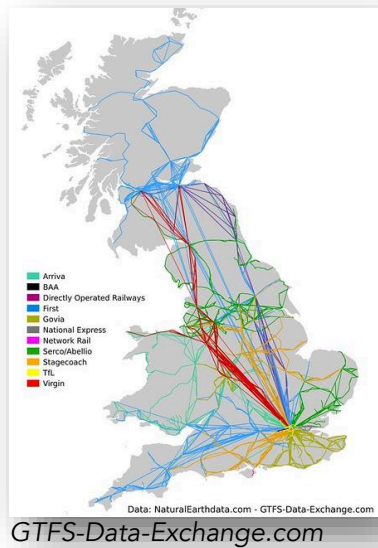 Arriva
BAA
Directly Operated Railways
First
Govia
National Express
Network Rail
Serco/Abellio
Stagecoach
TfL
Virgin
Data: NaturalEarthdata.com - GTFS-Data-Exchange.com
GTFS-Data-Exchange.com